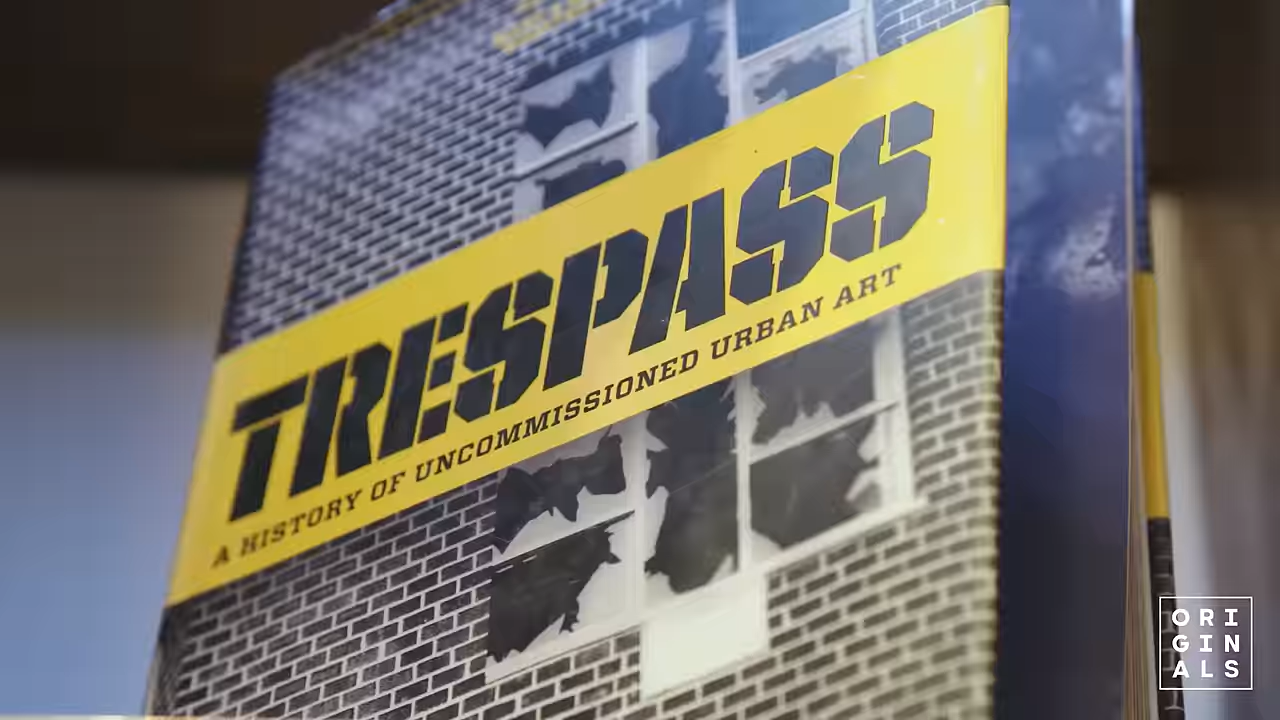 TRESPASS
A HISTORY OF UNCOMMISSIONED URBAN ART
ORI
GIN
ALS